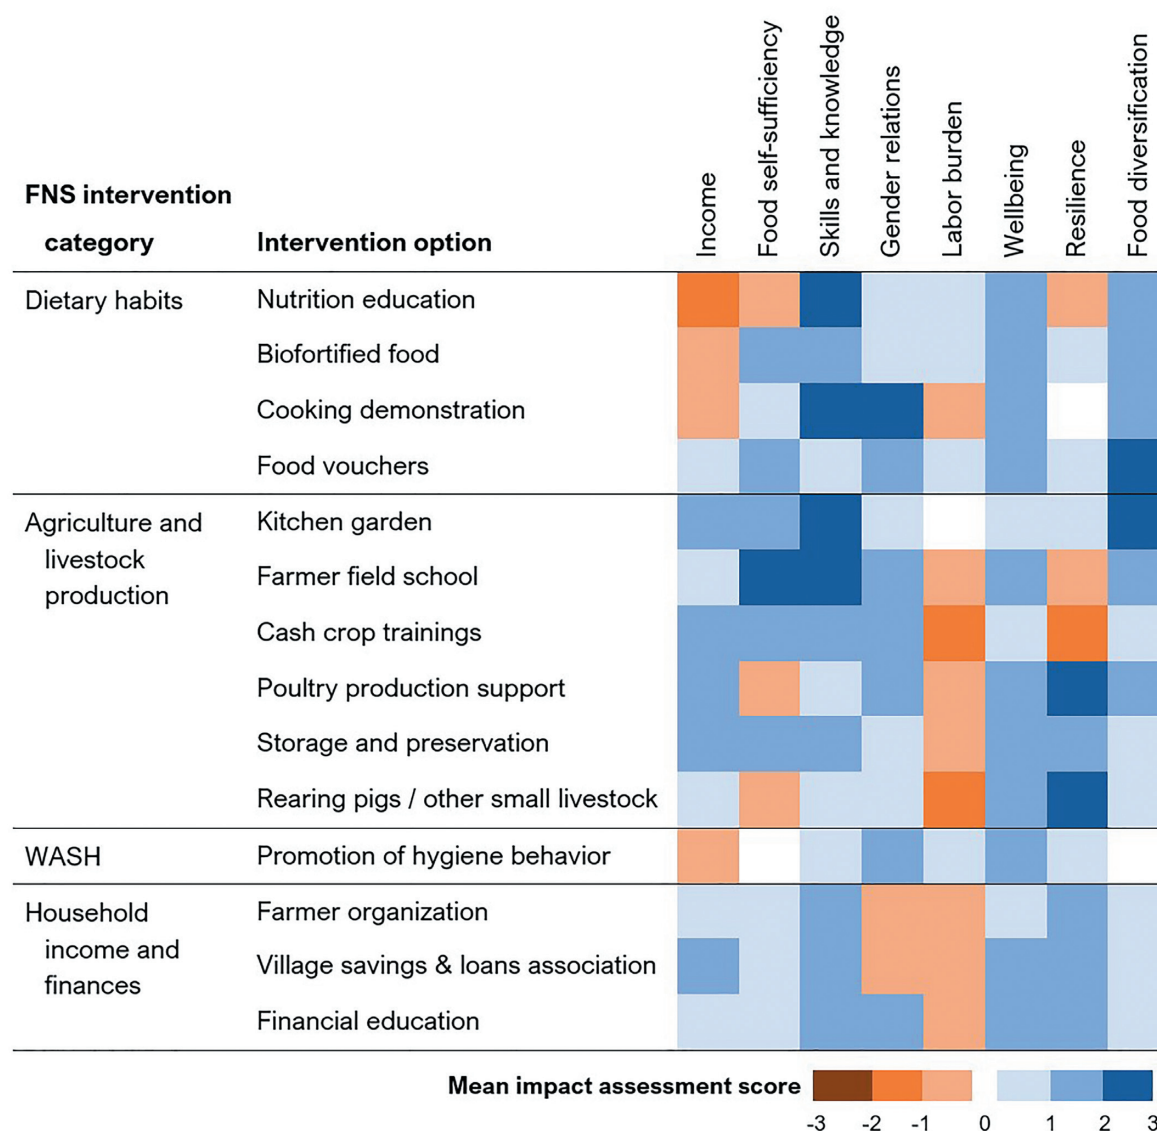 Income
Food self-sufficiency
Skills and knowledge
Gender relations
Labor burden
Wellbeing
Resilience
Food diversification
FNS intervention
category
Intervention option
Dietary habits
Nutrition education
Biofortified food
Cooking demonstration
Food vouchers
Agriculture and
livestock
production
Kitchen garden
Farmer field school
Cash crop trainings
Poultry production support
Storage and preservation
Rearing pigs / other small livestock
WASH
Promotion of hygiene behavior
Household
income and
finances
Farmer organization
Village savings & loans association
Financial education
Mean impact assessment score
-3 -2 -1 0 1 2 3